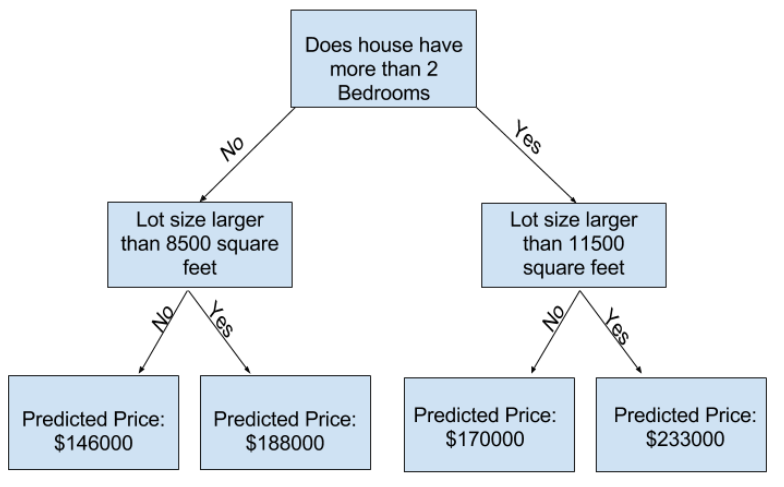 Does house have
more than 2
Bedrooms
No
Yes
Lot size larger
than 8500 square
feet
Lot size larger
than 11500
square feet
No
Yes
No
Yes
Predicted Price:
$146000
Predicted Price:
$188000
Predicted Price:
$170000
Predicted Price:
$233000